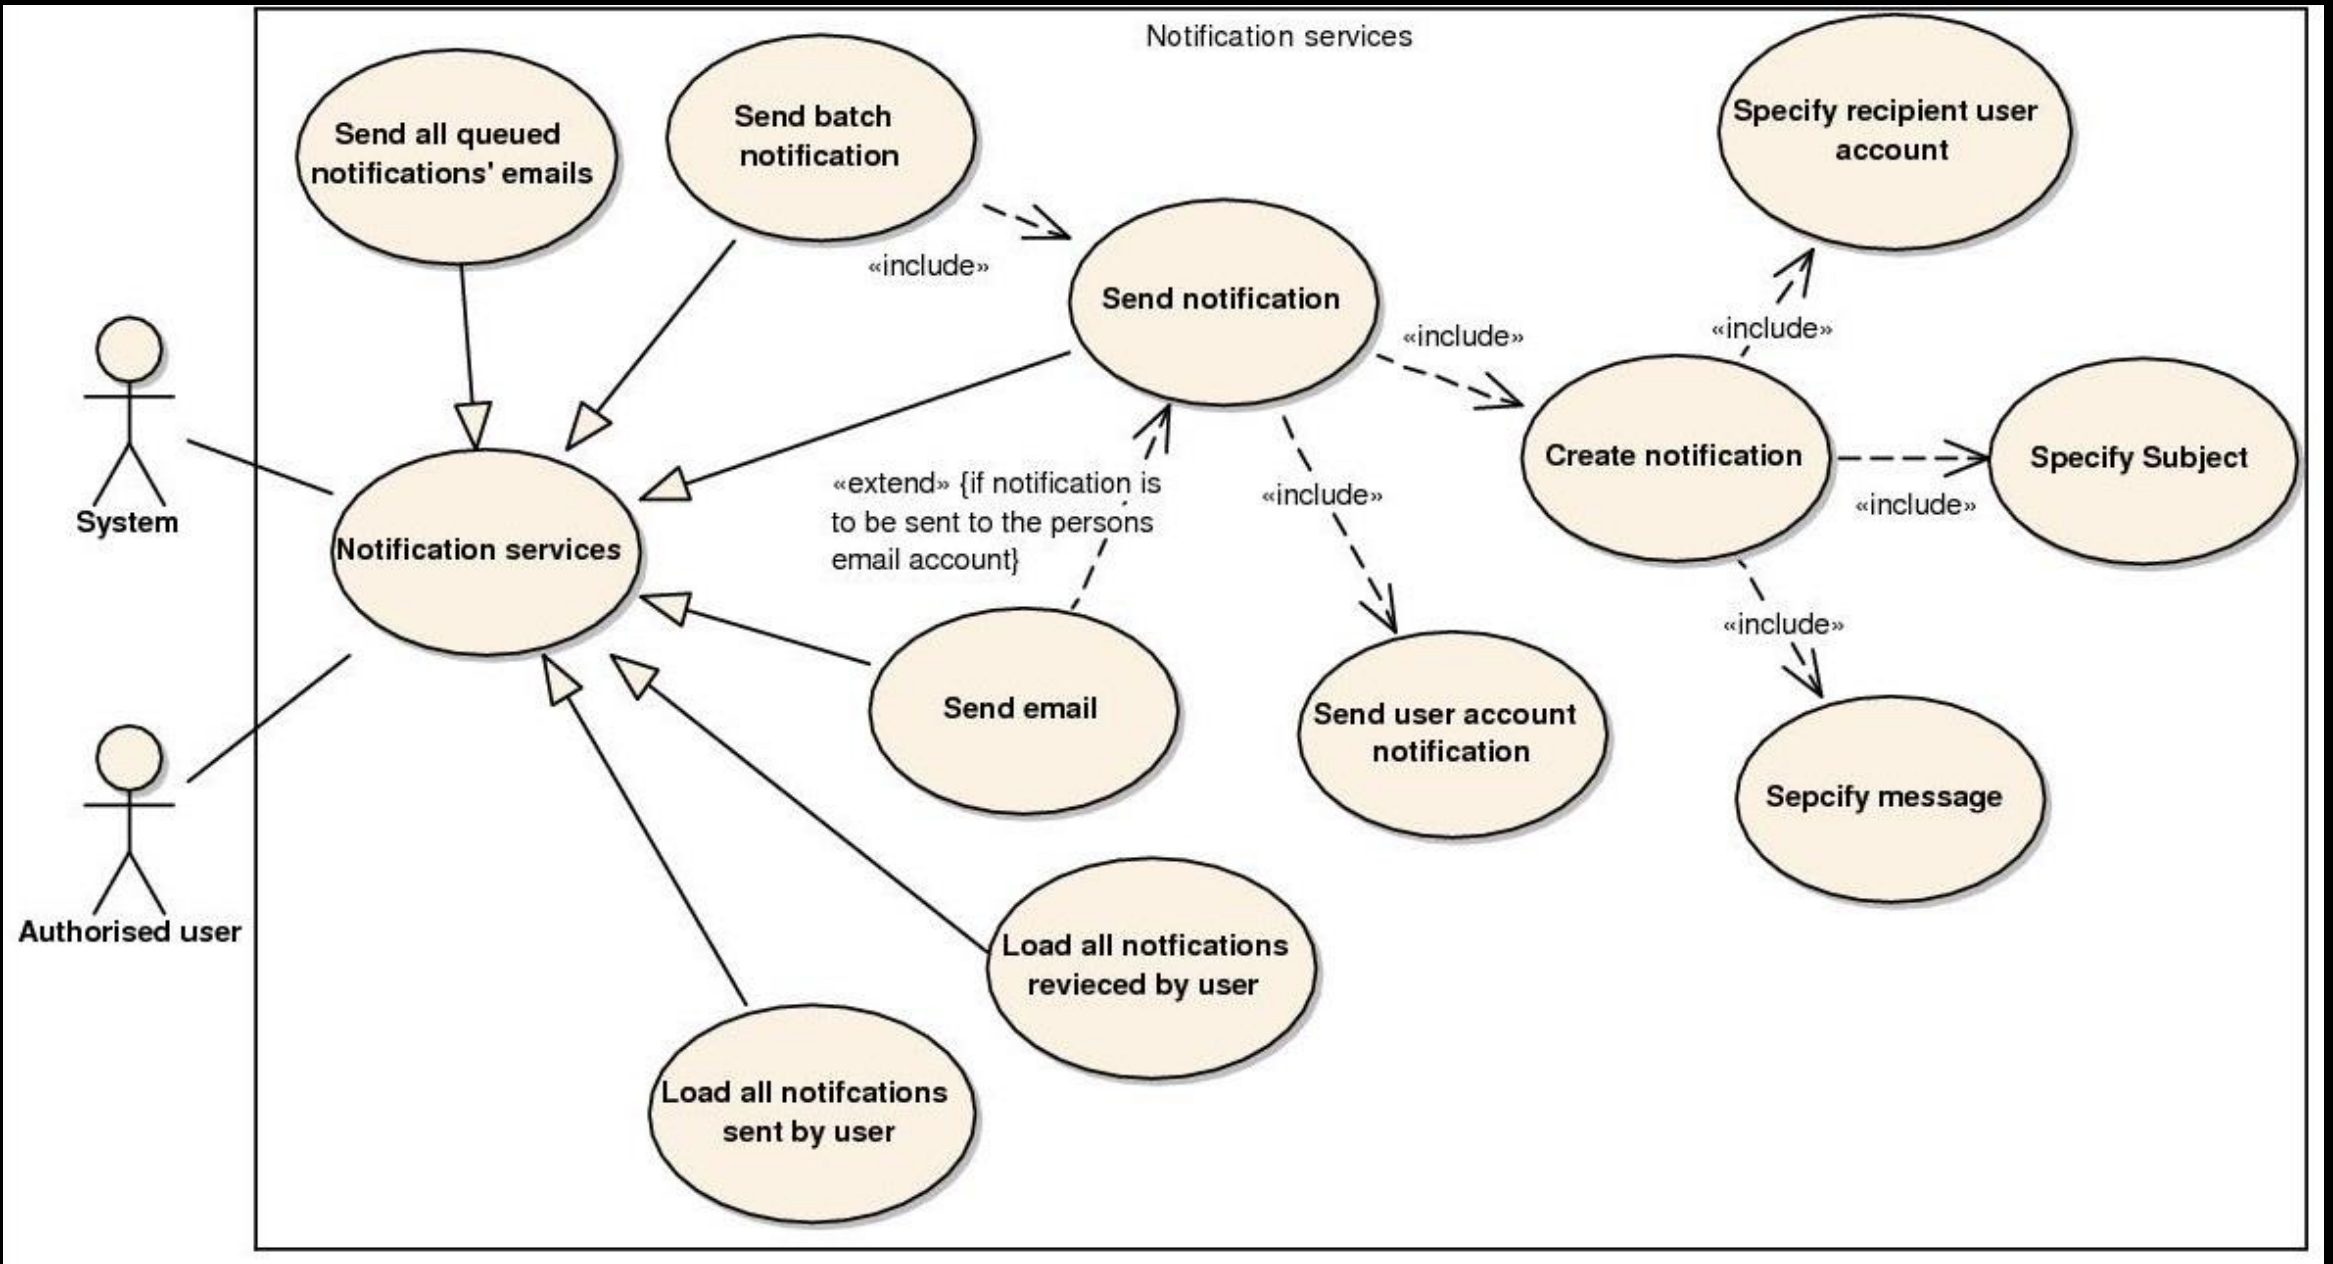 Notification services
Send all queued
notifications' emails
Send batch
notification
Specify recipient user
account
«include»
Send notification
«include»
«include»
System
Notification services
«extend» {if notification is
to be sent to the persons
email account}
«include»
Create notification
«include»
Specify Subject
«include»
Send email
Send user account
notification
Sepcify message
Authorised user
Load all notfications
revieced by user
Load all notifcations
sent by user